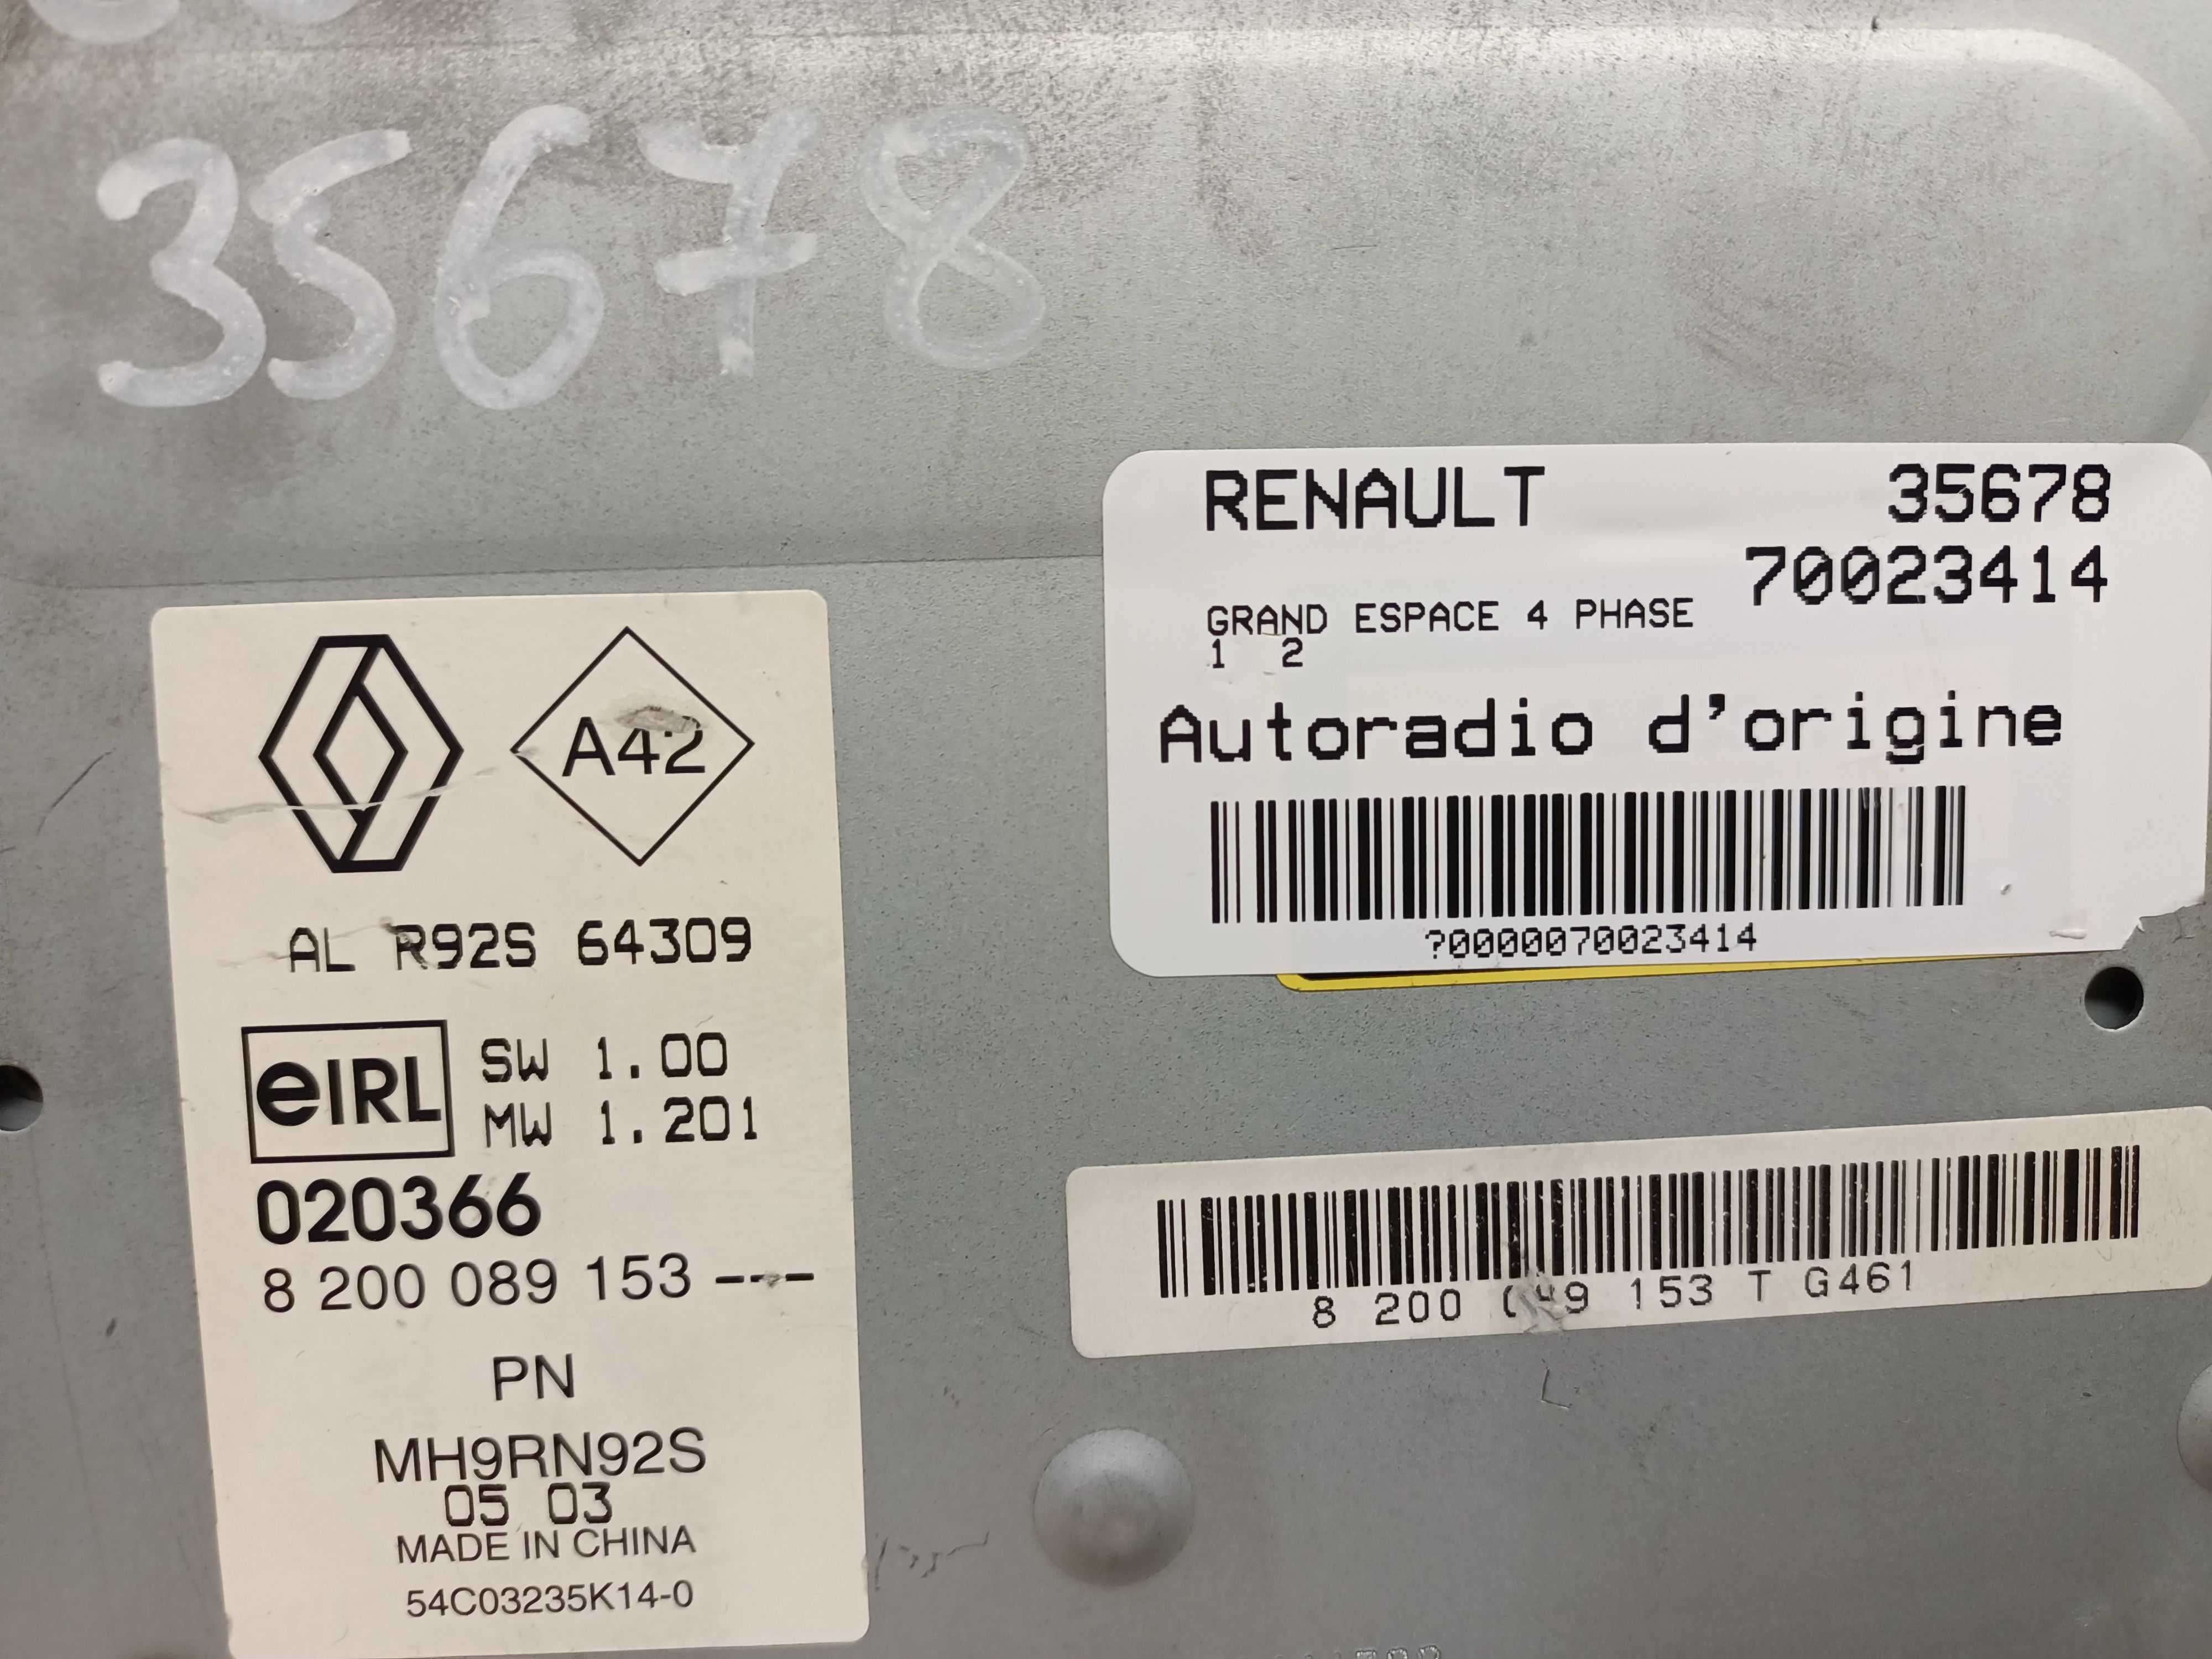 35678
RENAULT 35678
70023414
GRAND ESPACE 4 PHASE
1 2
Autoradio d'origine
?0000070023414
A42
AL R92S 64309
eIRL SW 1.00
MW 1.201
020366
8 200 089 153 ---
8 200 153 T G461
PN
MH9RN92S
05 03
MADE IN CHINA
54C03235K14-0